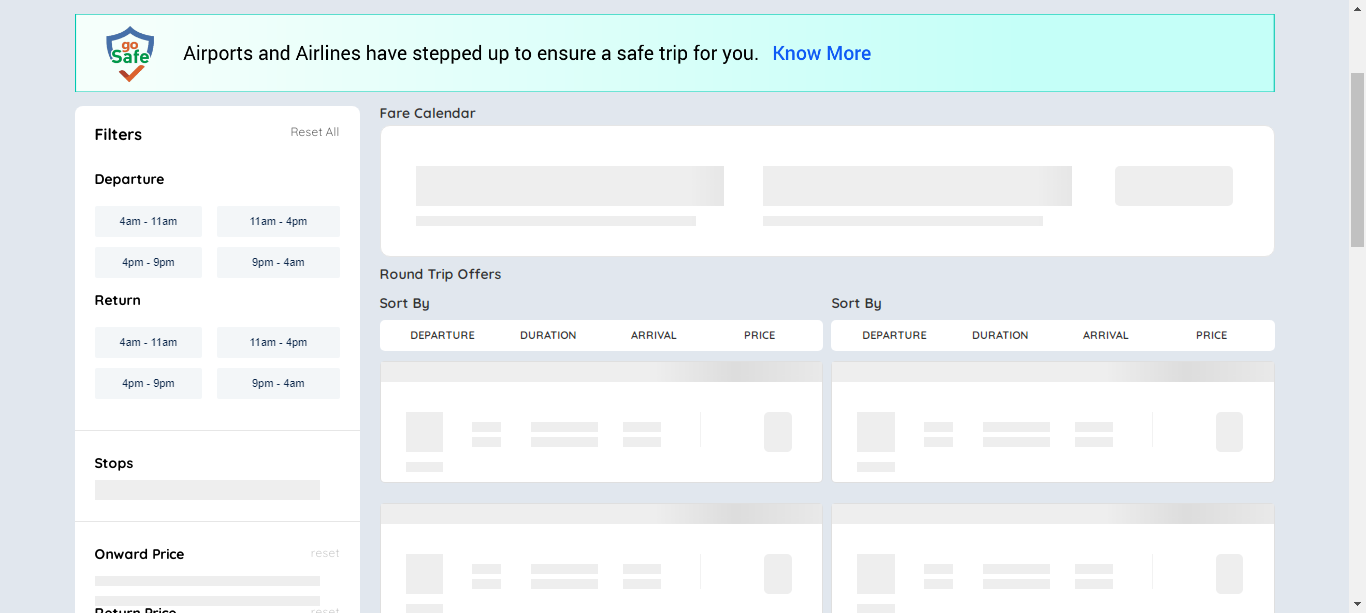 go
Safe
Airports and Airlines have stepped up to ensure a safe trip for you. Know More
Filters
Reset All
Departure
4am - 11am
11am - 4pm
4pm - 9pm
9pm - 4am
Return
4am - 11am
11am - 4pm
4pm - 9pm
9pm - 4am
Stops
Onward Price
reset
Return Price
reset
Fare Calendar
Round Trip Offers
Sort By
DEPARTURE DURATION ARRIVAL PRICE
Sort By
DEPARTURE DURATION ARRIVAL PRICE